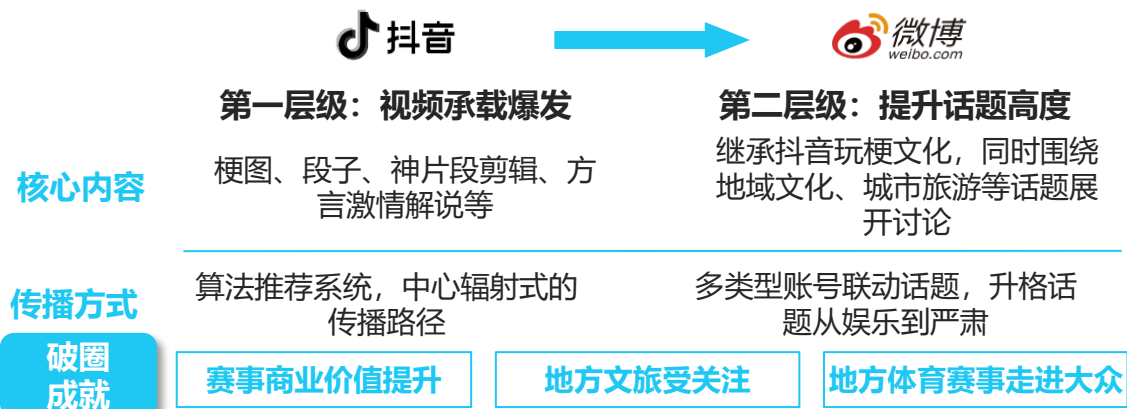 抖音
微博
weibo.com
第一层级：视频承载爆发
第二层级：提升话题高度
核心内容
梗图、段子、神片段剪辑、方
言激情解说等
继承抖音玩梗文化，同时围绕
地域文化、城市旅游等话题展
开讨论
传播方式
算法推荐系统，中心辐射式的
传播路径
多类型账号联动话题，升格话
题从娱乐到严肃
破圈
成就
赛事商业价值提升
地方文旅受关注
地方体育赛事走进大众